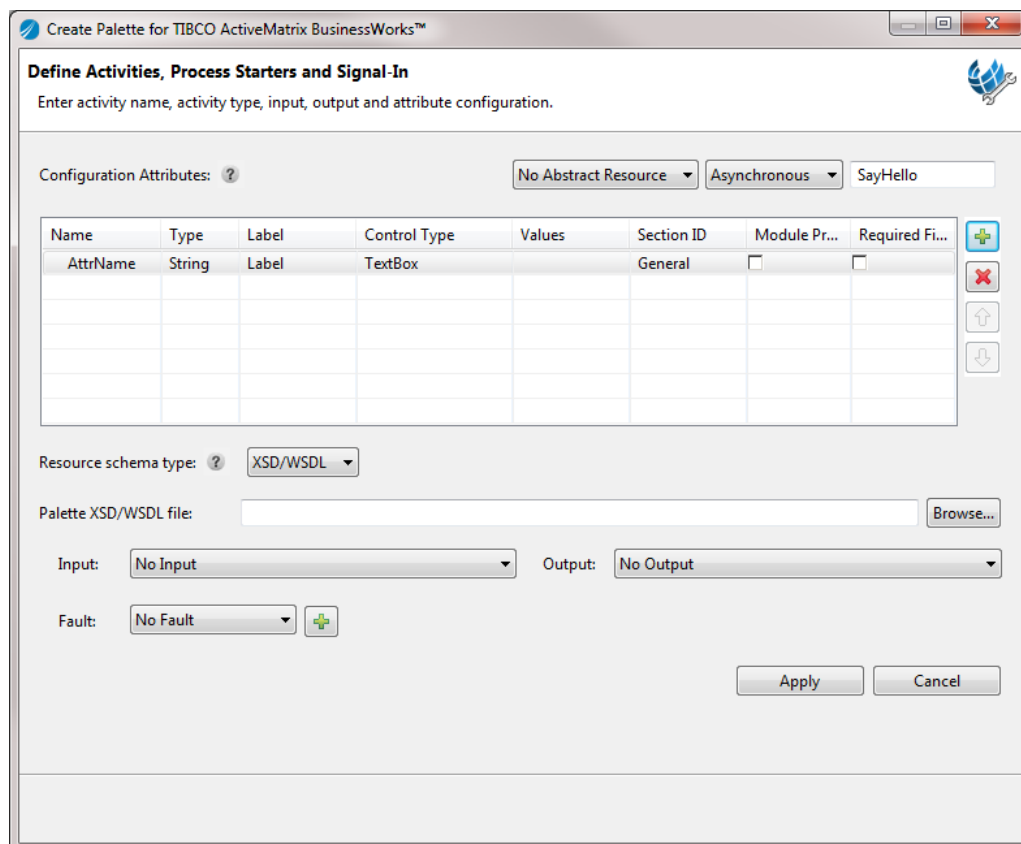 Create Palette for TIBCO ActiveMatrix BusinessWorks™
Define Activities, Process Starters and Signal-In
Enter activity name, activity type, input, output and attribute configuration.
Configuration Attributes: ? No Abstract Resource Asynchronous SayHello
Name Type Label Control Type Values Section ID Module Pr... Required Fi...
AttrName String Label TextBox General
Resource schema type: ? XSD/WSDL
Palette XSD/WSDL file: Browse...
Input: No Input Output: No Output
Fault: No Fault
Apply Cancel